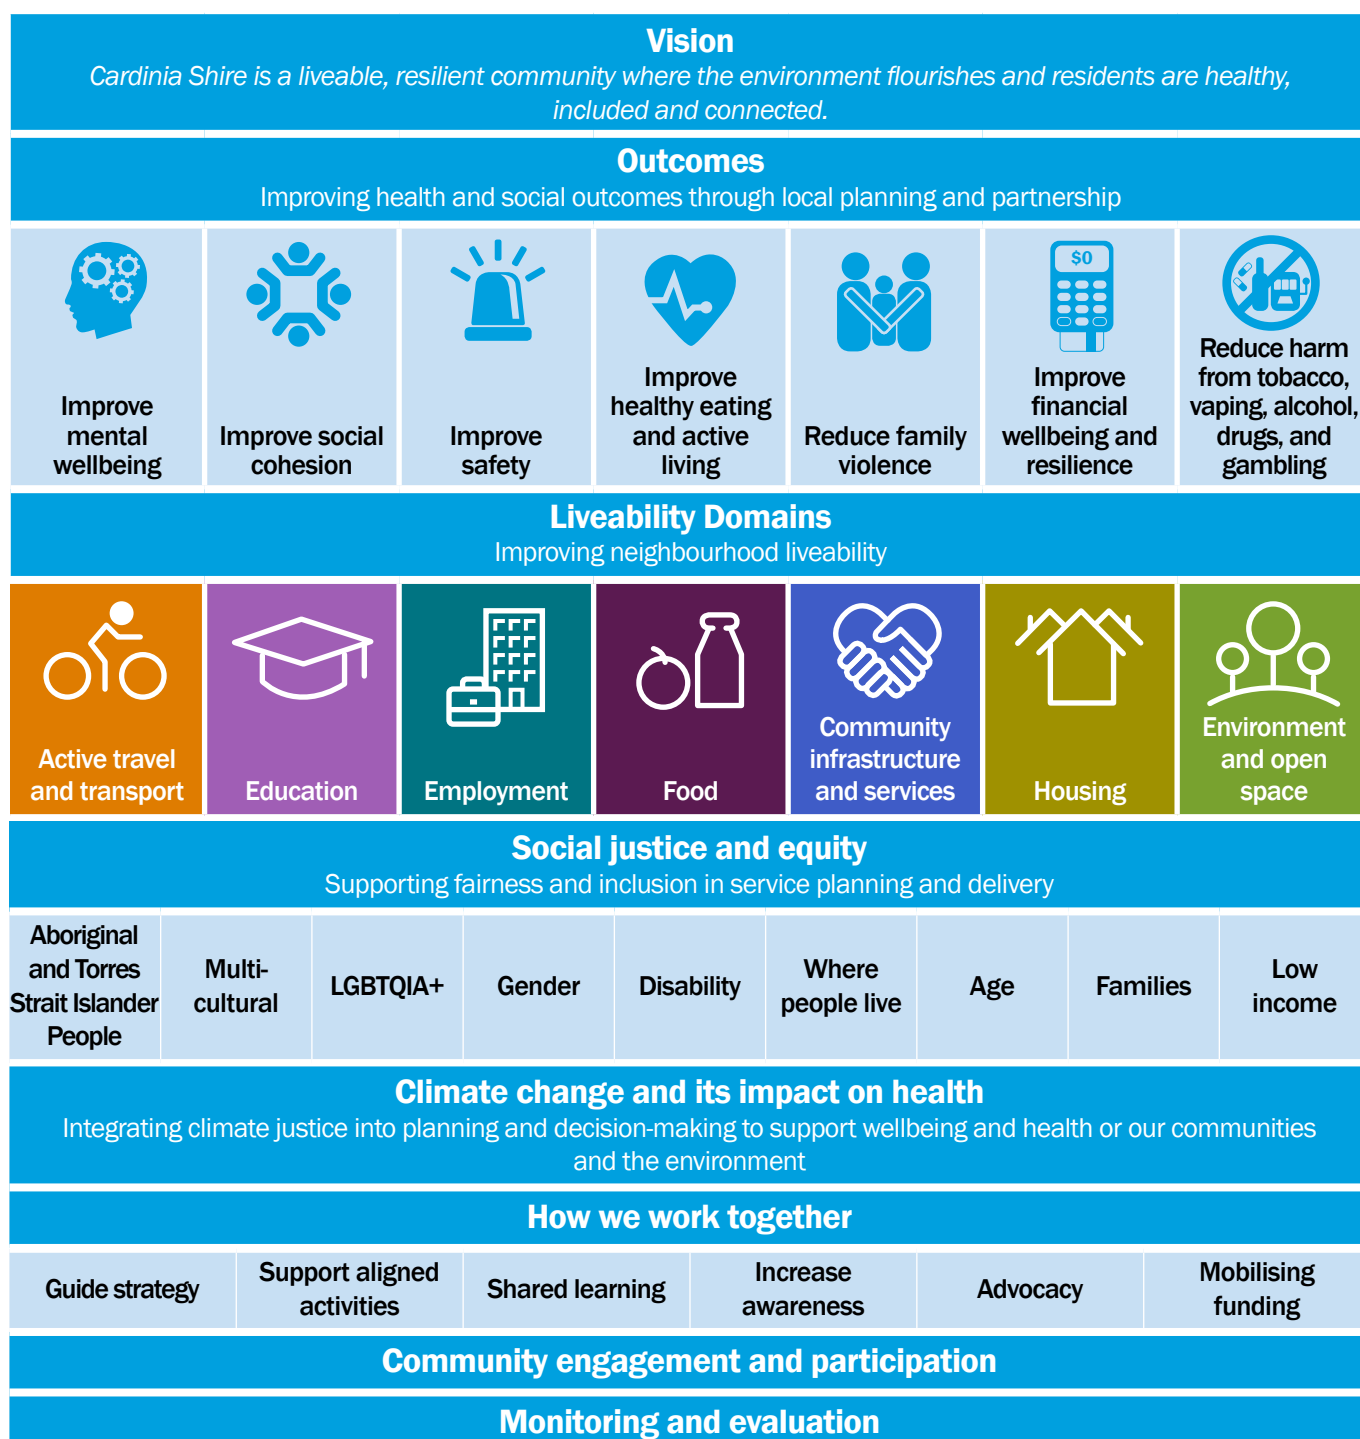 Vision
Cardinia Shire is a liveable, resilient community where the environment flourishes and residents are healthy,
included and connected.
Outcomes
Improving health and social outcomes through local planning and partnership
Improve
mental
wellbeing
Improve social
cohesion
Improve
safety
Improve
healthy eating
and active
living
Reduce family
violence
$0
Improve
financial
wellbeing and
resilience
Reduce harm
from tobacco,
vaping, alcohol,
drugs, and
gambling
Liveability Domains
Improving neighbourhood liveability
Active travel
and transport
Education
Employment
Food
Community
infrastructure
and services
Housing
Environment
and open
space
Social justice and equity
Supporting fairness and inclusion in service planning and delivery
Aboriginal
and Torres
Strait Islander
People
Multi-
cultural
LGBTQIA+
Gender
Disability
Where
people live
Age
Families
Low
income
Climate change and its impact on health
Integrating climate justice into planning and decision-making to support wellbeing and health or our communities
and the environment
How we work together
Guide strategy
Support aligned
activities
Shared learning
Increase
awareness
Advocacy
Mobilising
funding
Community engagement and participation
Monitoring and evaluation